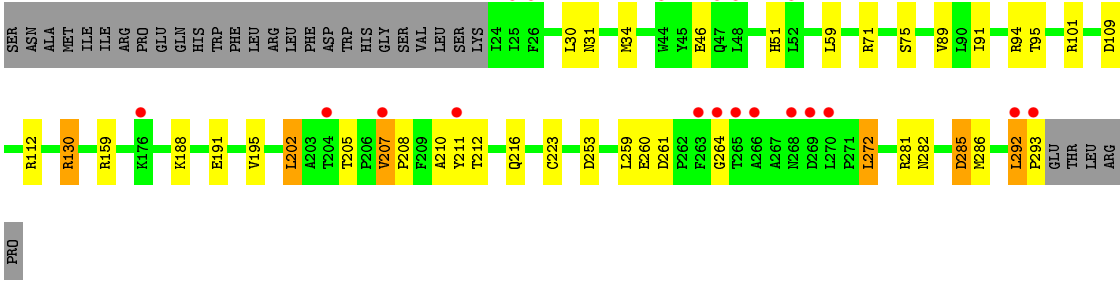 SER ASN ALA MET ILE ILE ARG PRO GLU GLN HIS TRP PHE LEU ARG LEU PHE ASP TRP HIS GLY SER VAL LEU SER LYS I24 I25 F26 L30 N31 M34 W44 Y45 E46 Q47 L48 H51 L52 L59 R71 S75 V89 L90 I91 R94 T95 R101 D109
R112 R130 R159 K176 K188 E191 V195 L202 A203 T204 T205 P206 V207 P208 F209 A210 Y211 T212 Q216 C223 D253 L259 E260 D261 P262 F263 G264 T265 A266 A267 N268 D269 L270 P271 L272 R281 N282 D285 M286 L292 P293 GLU THR LEU ARG
PRO